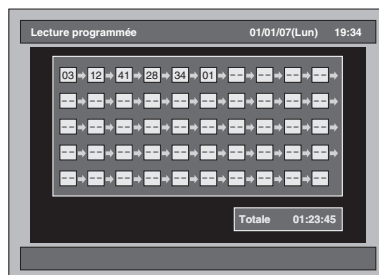 Lecture programmée 01/01/07(Lun) 19:34
03 → 12 → 41 → 28 → 34 → 01 → -- → -- → -- → -- →
-- → -- → -- → -- → -- → -- → -- → -- → -- → -- →
-- → -- → -- → -- → -- → -- → -- → -- → -- → -- →
-- → -- → -- → -- → -- → -- → -- → -- → -- → -- →
-- → -- → -- → -- → -- → -- → -- → -- → -- → --
Totale 01:23:45